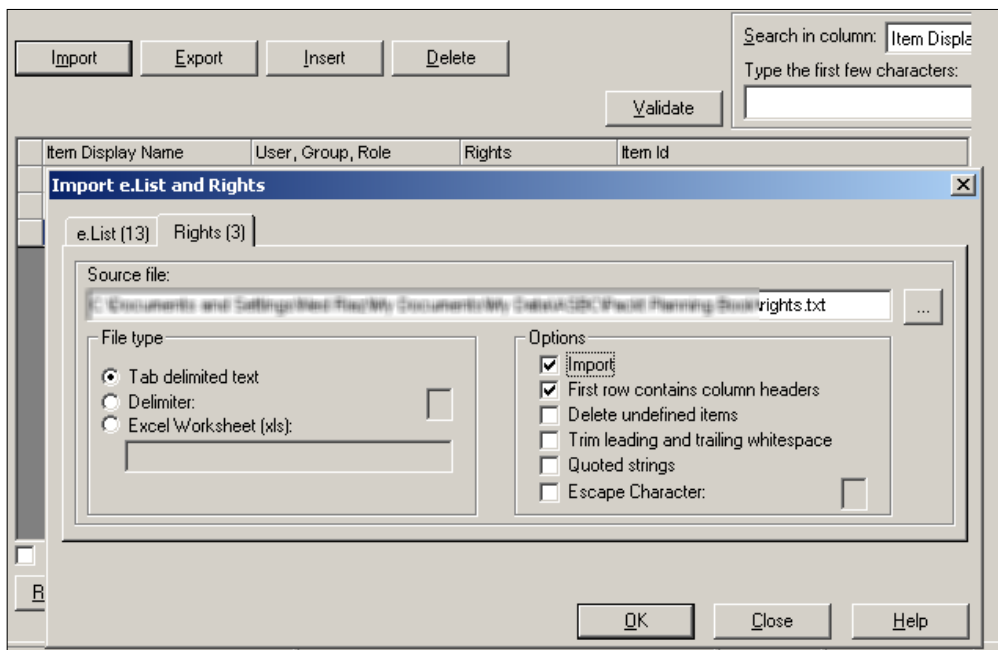 Search in column: Item Displa
Import Export Insert Delete
Type the first few characters:
Validate
Item Display Name User, Group, Role Rights Item Id
Import e.List and Rights
e.List (13) Rights (3)
Source file:
\rights.txt ...
File type
Tab delimited text
Delimiter:
Excel Worksheet (xls):
Options
Import
First row contains column headers
Delete undefined items
Trim leading and trailing whitespace
Quoted strings
Escape Character:
R
OK Close Help